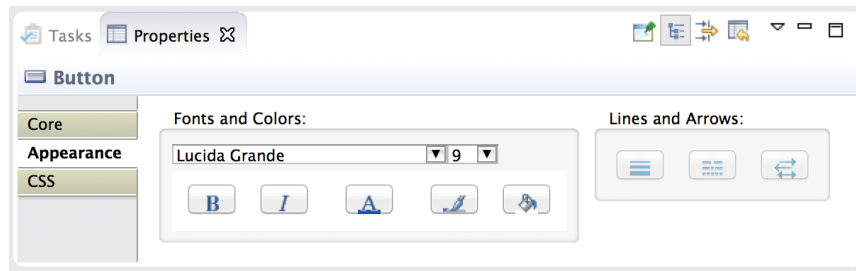 Tasks Properties
Button
Core
Appearance
CSS
Fonts and Colors:
Lucida Grande 9
B I A
Lines and Arrows: